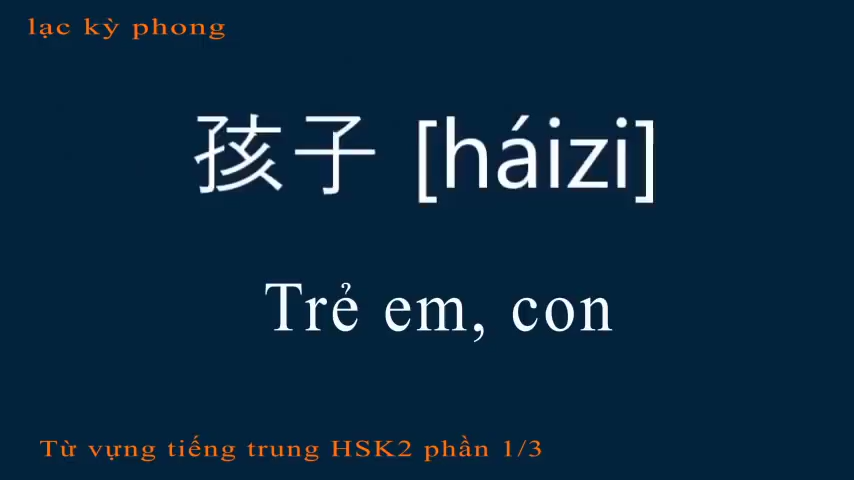 lạc kỳ phong
孩子 [háizi]
Trẻ em, con
Từ vựng tiếng trung HSK2 phần 1/3